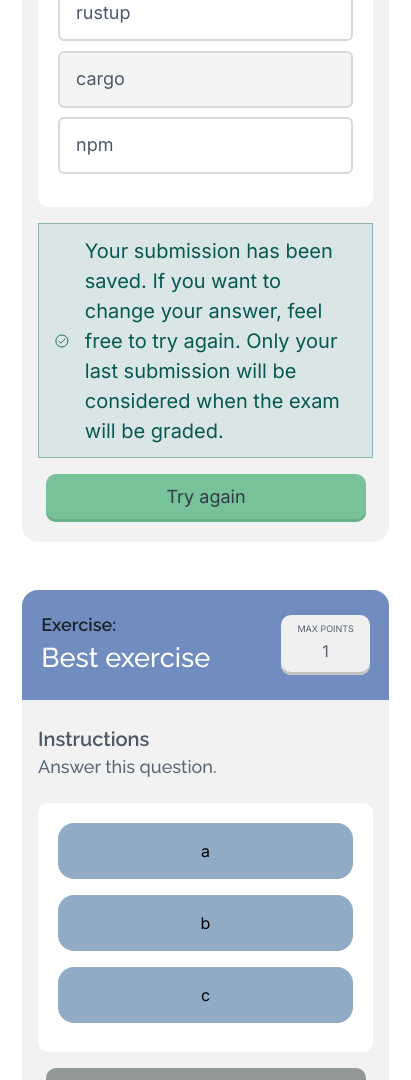 rustup
cargo
npm
Your submission has been
saved. If you want to
change your answer, feel
free to try again. Only your
last submission will be
considered when the exam
will be graded.
Try again
Exercise:
Best exercise
MAX POINTS
1
Instructions
Answer this question.
a
b
c